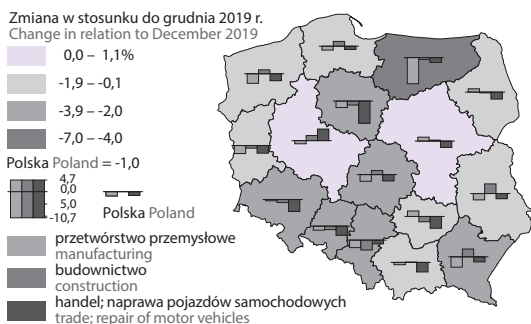 Zmiana w stosunku do grudnia 2019 r.
Change in relation to December 2019
0,0 – 1,1%
-1,9 – -0,1
-3,9 – -2,0
-7,0 – -4,0
Polska Poland = -1,0
4,7
0,0
5,0
-10,7
Polska Poland
przetwórstwo przemysłowe
manufacturing
budownictwo
construction
handel; naprawa pojazdów samochodowych
trade; repair of motor vehicles